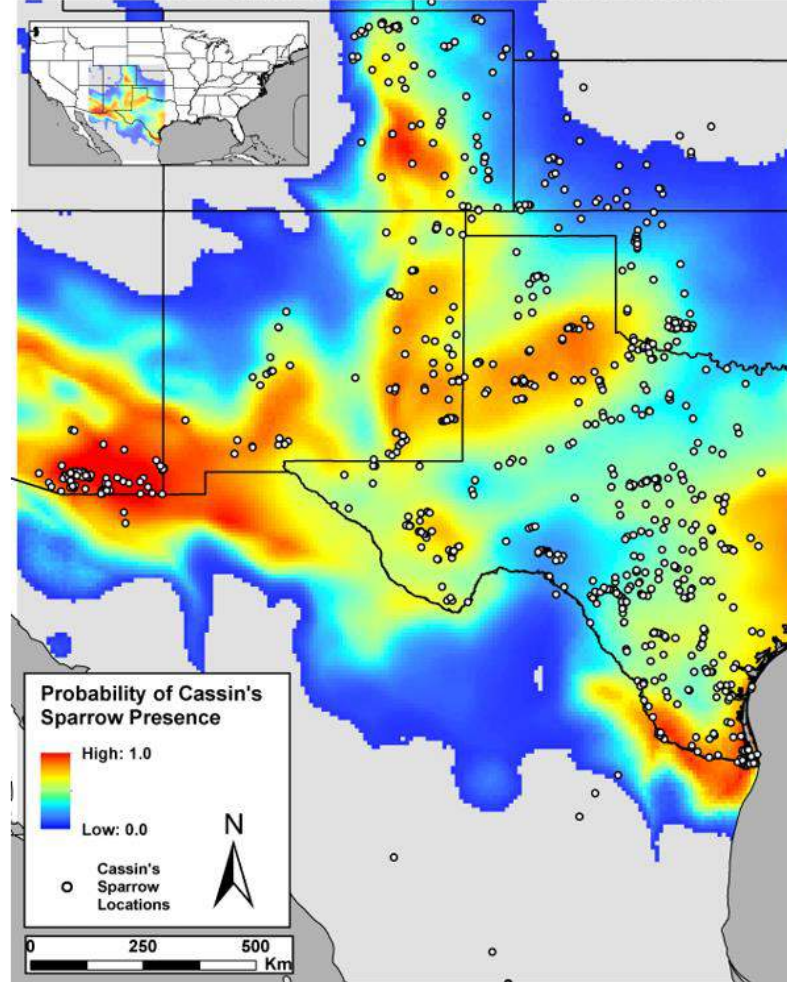 Probability of Cassin's
Sparrow Presence
High: 1.0
Low: 0.0
N
Cassin's
Sparrow
Locations
0 250 500
Km